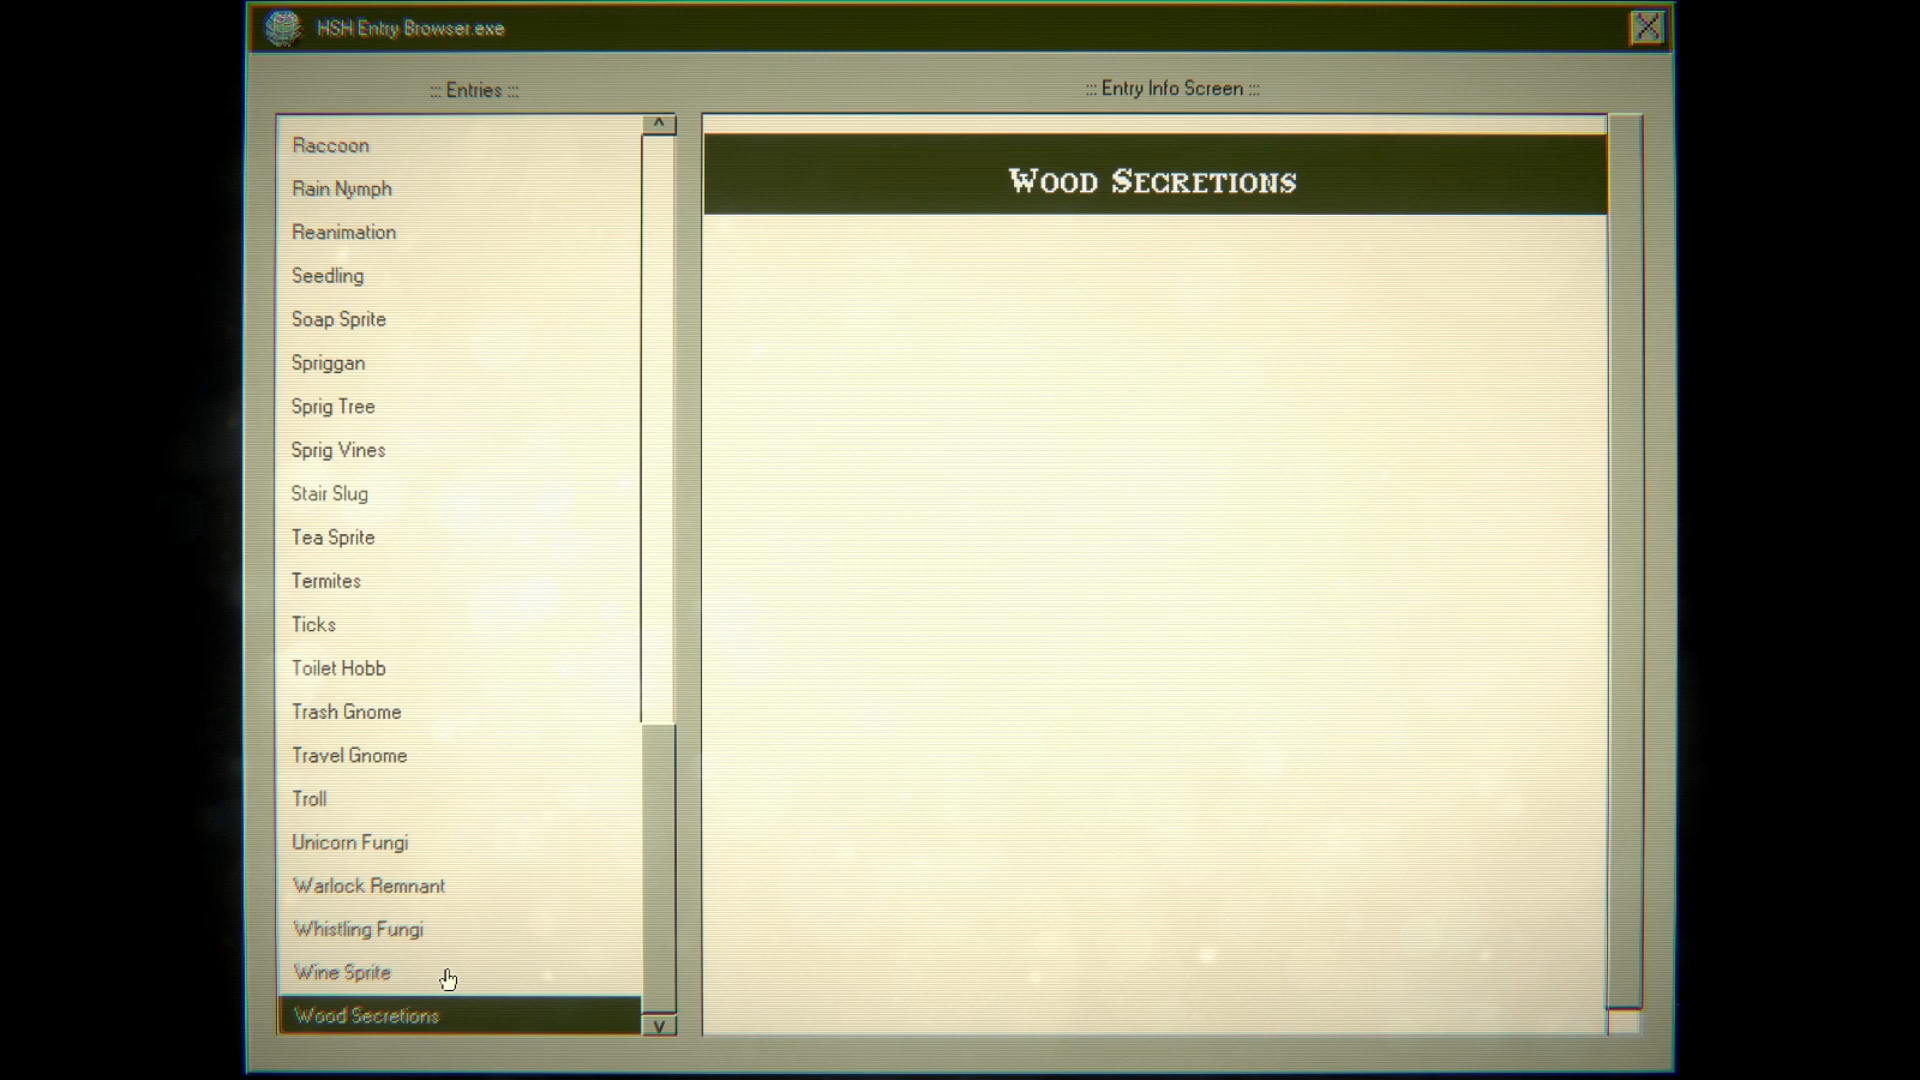 HSH Entry Browser.exe
::: Entries :::
::: Entry Info Screen :::
Raccoon
Rain Nymph
Reanimation
Seedling
Soap Sprite
Spriggan
Sprig Tree
Sprig Vines
Stair Slug
Tea Sprite
Termites
Ticks
Toilet Hobb
Trash Gnome
Travel Gnome
Troll
Unicorn Fungi
Warlock Remnant
Whistling Fungi
Wine Sprite
Wood Secretions
Wood Secretions